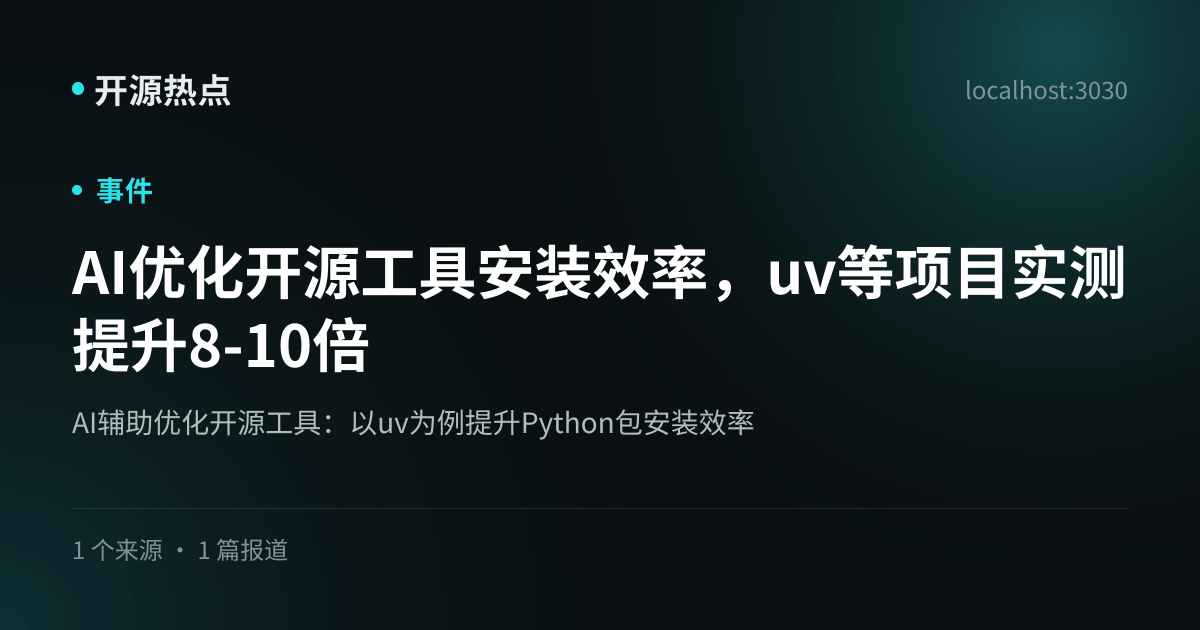 开源热点
localhost:3030
事件
AI优化开源工具安装效率，uv等项目实测
提升8-10倍
AI辅助优化开源工具：以uv为例提升Python包安装效率
1 个来源 · 1 篇报道